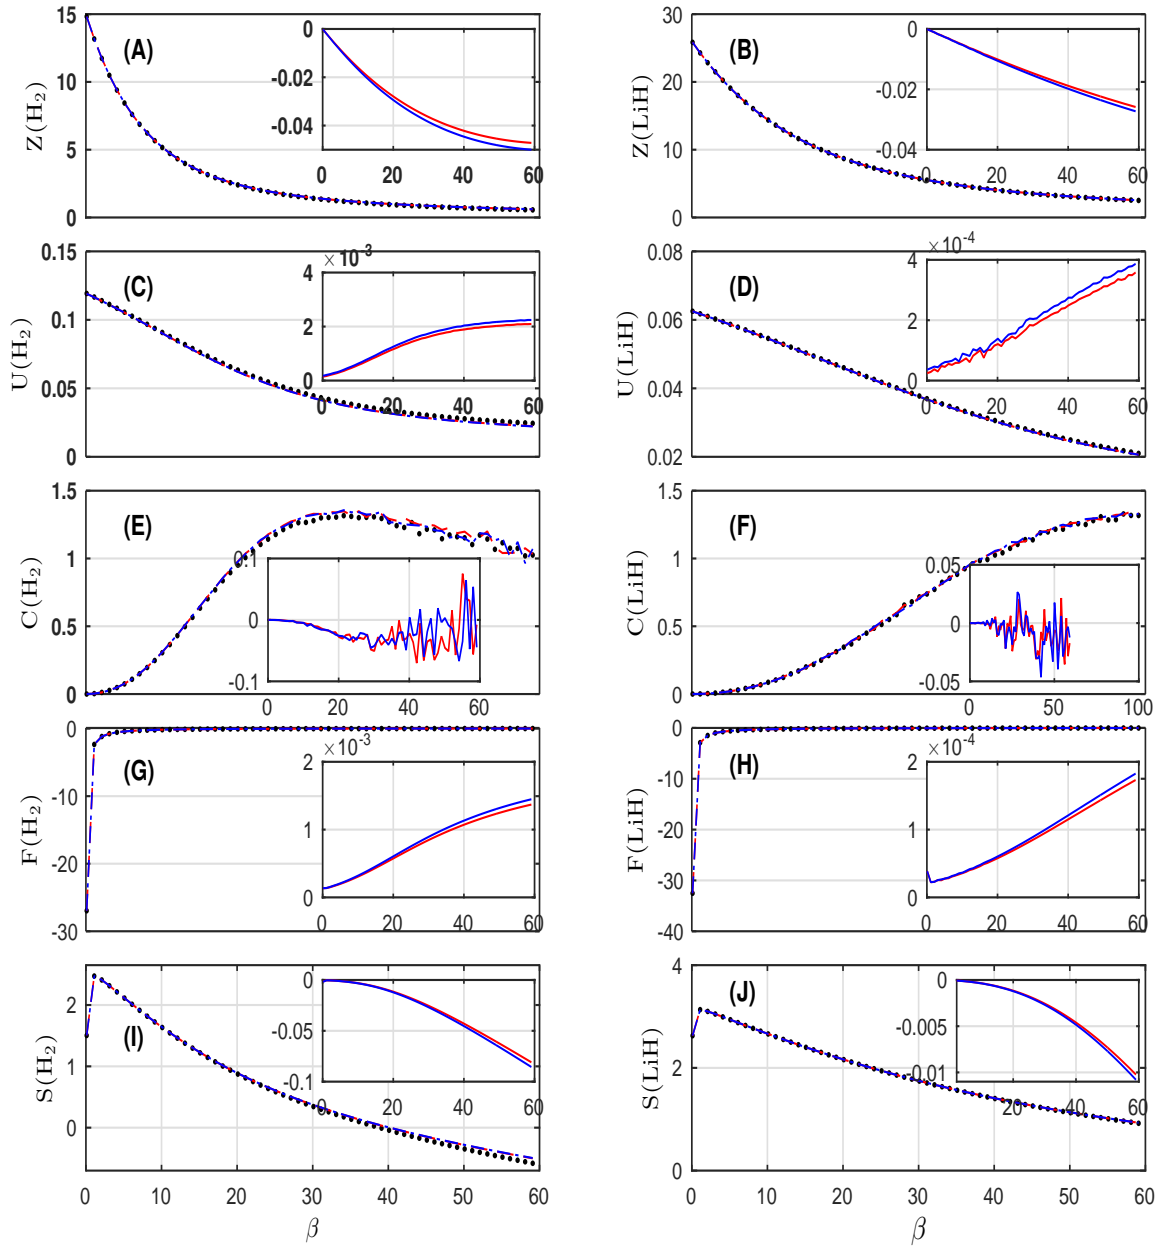 15
10
5
0
Z(H2)
(A)
0
-0.02
-0.04
0 20 40 60
30
20
10
0
Z(LiH)
(B)
0
-0.02
-0.04
0 20 40 60
0.15
0.1
0.05
0
U(H2)
(C)
×10-3
4
2
0
0 20 40 60
0.08
0.06
0.04
0.02
U(LiH)
(D)
×10-4
4
2
0
0 20 40 60
1.5
1
0.5
0
C(H2)
(E)
0.1
0
-0.1
0 20 40 60
1.5
1
0.5
0
C(LiH)
(F)
0.05
0
-0.05
0 50 100
0
-10
-20
-30
F(H2)
(G)
×10-3
2
1
0
0 20 40 60
0
-10
-20
-30
-40
F(LiH)
(H)
×10-4
2
1
0
0 20 40 60
2
1
0
S(H2)
(I)
0
-0.05
-0.1
0 20 40 60
0 10 20 30 40 50 60
β
4
2
0
S(LiH)
(J)
0
-0.005
-0.01
20 40 60
0 10 20 30 40 50 60
β